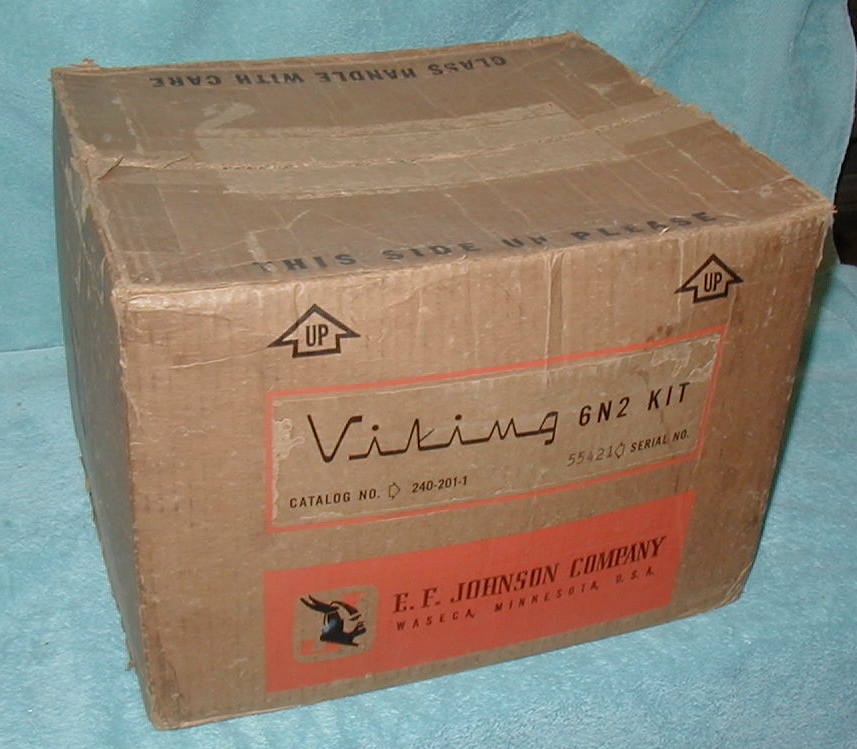 GLASS HANDLE WITH CARE
THIS SIDE UP PLEASE
UP
UP
Viking 6N2 KIT
55421 SERIAL NO.
CATALOG NO. 240-201-1
E. F. JOHNSON COMPANY
WASECA, MINNESOTA, U. S. A.